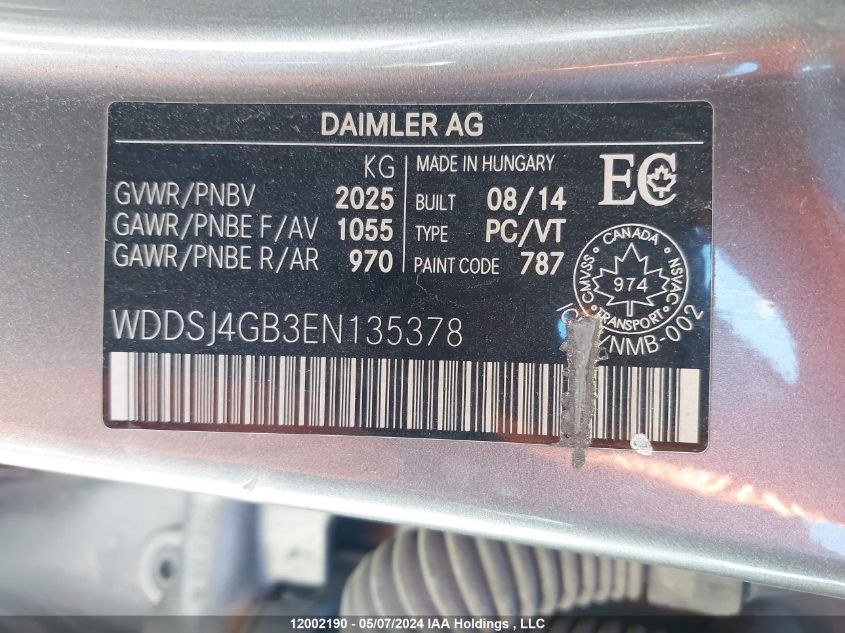 DAIMLER AG
KG
GVWR/PNBV 2025
GAWR/PNBE F/AV 1055
GAWR/PNBE R/AR 970
MADE IN HUNGARY
BUILT 08/14
TYPE PC/VT
PAINT CODE 787
EC
CANADA
CMVSS 974 NSVAC
TRANSPORT
NMB-002
WDDSJ4GB3EN135378
12002190 - 05/07/2024 IAA Holdings , LLC